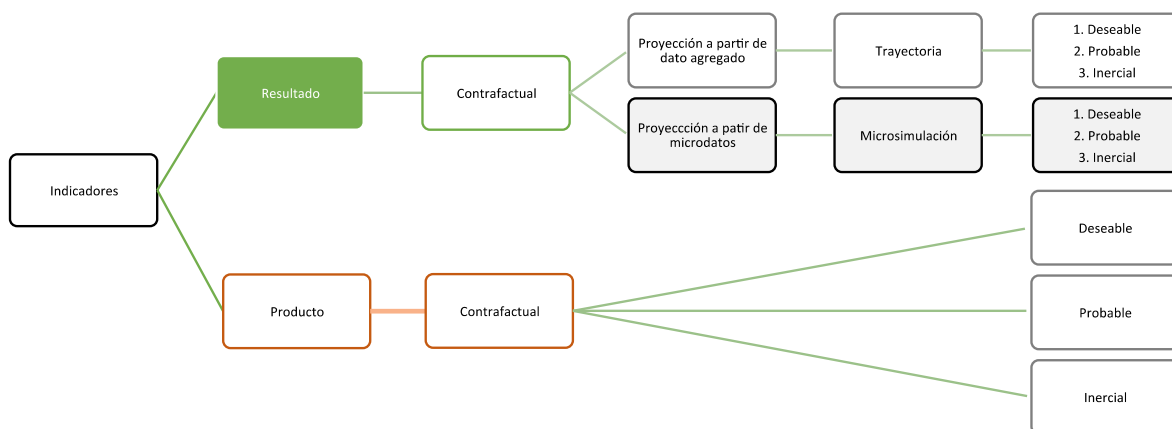 Indicadores
Resultado
Contrafactual
Proyección a partir de
dato agregado
Trayectoria
1. Deseable
2. Probable
3. Inercial
Proyeccción a patir de
microdatos
Microsimulación
1. Deseable
2. Probable
3. Inercial
Producto
Contrafactual
Deseable
Probable
Inercial